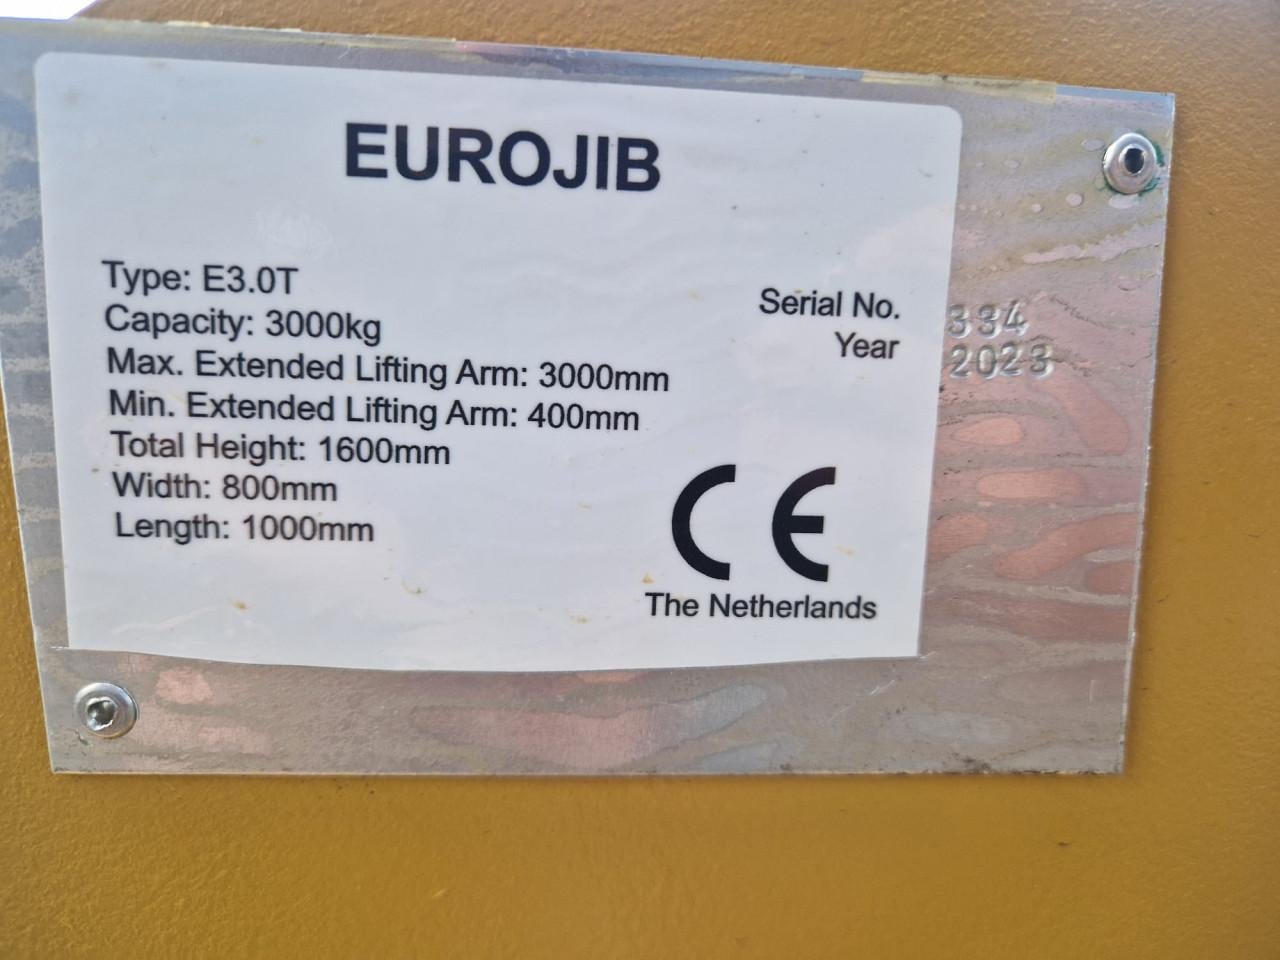 EUROJIB
Type: E3.0T
Capacity: 3000kg
Max. Extended Lifting Arm: 3000mm
Min. Extended Lifting Arm: 400mm
Total Height: 1600mm
Width: 800mm
Length: 1000mm
Serial No. 334
Year 2023
CE
The Netherlands